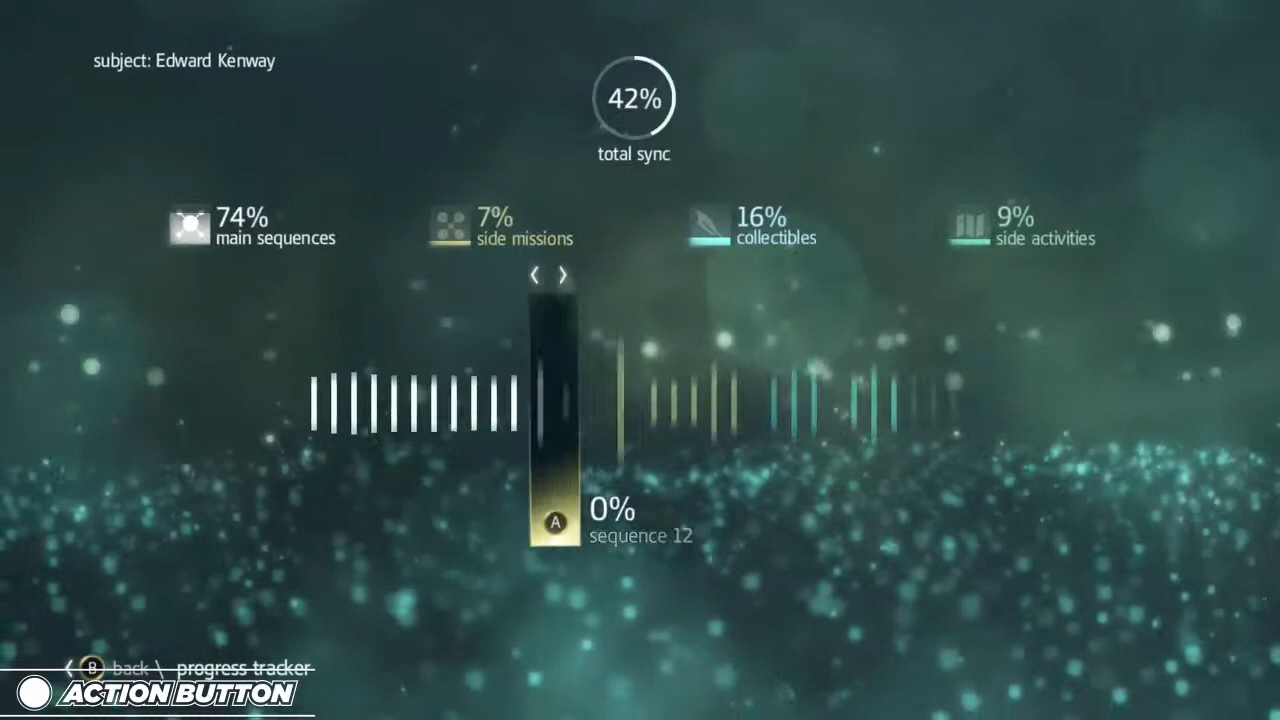 subject: Edward Kenway
42%
total sync
74%
main sequences
7%
side missions
16%
collectibles
9%
side activities
A
0%
sequence 12
B back \ progress tracker
ACTION BUTTON